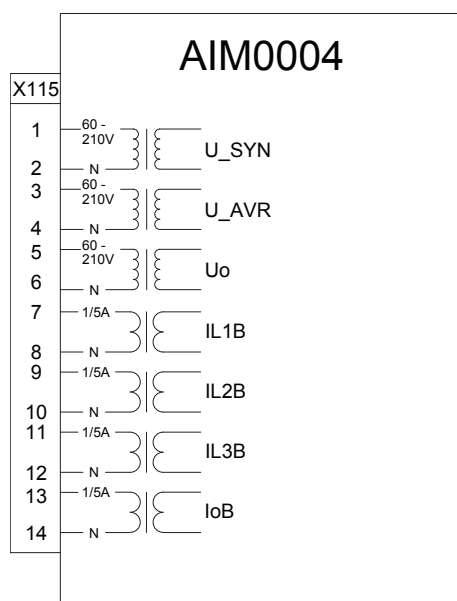 AIM0004
X115
1
60 -
210V
U_SYN
2
N
3
60 -
210V
U_AVR
4
N
5
60 -
210V
Uo
6
N
7
1/5A
IL1B
8
N
9
1/5A
IL2B
10
N
11
1/5A
IL3B
12
N
13
1/5A
IoB
14
N